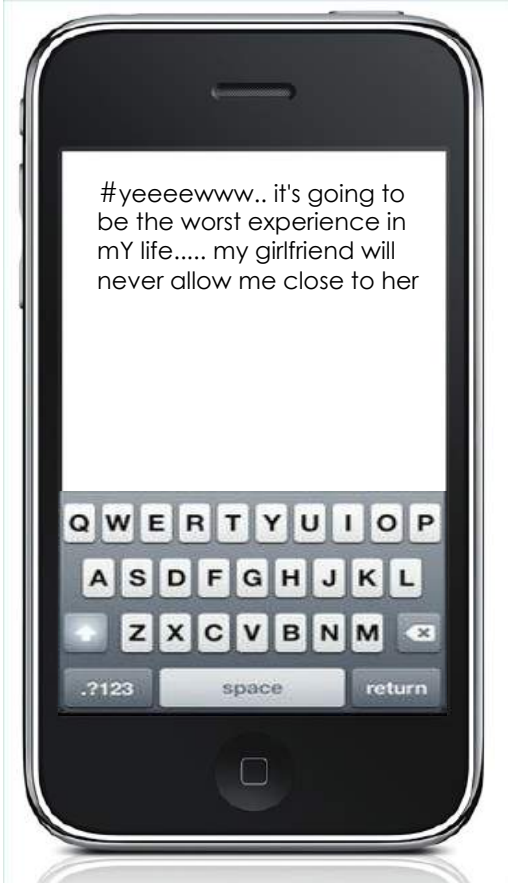 #yeeeewww.. it's going to
be the worst experience in
mY life..... my girlfriend will
never allow me close to her
Q W E R T Y U I O P
A S D F G H J K L
Z X C V B N M
.?123 space return